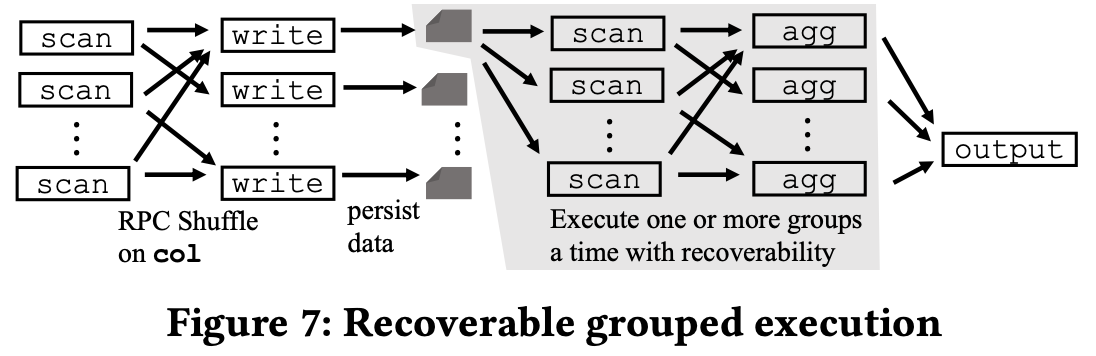 scan write scan agg
scan write scan agg
⋮ ⋮ ⋮ ⋮ ⋮
output
scan write scan agg
RPC Shuffle
on col
persist
data
Execute one or more groups
a time with recoverability
Figure 7: Recoverable grouped execution